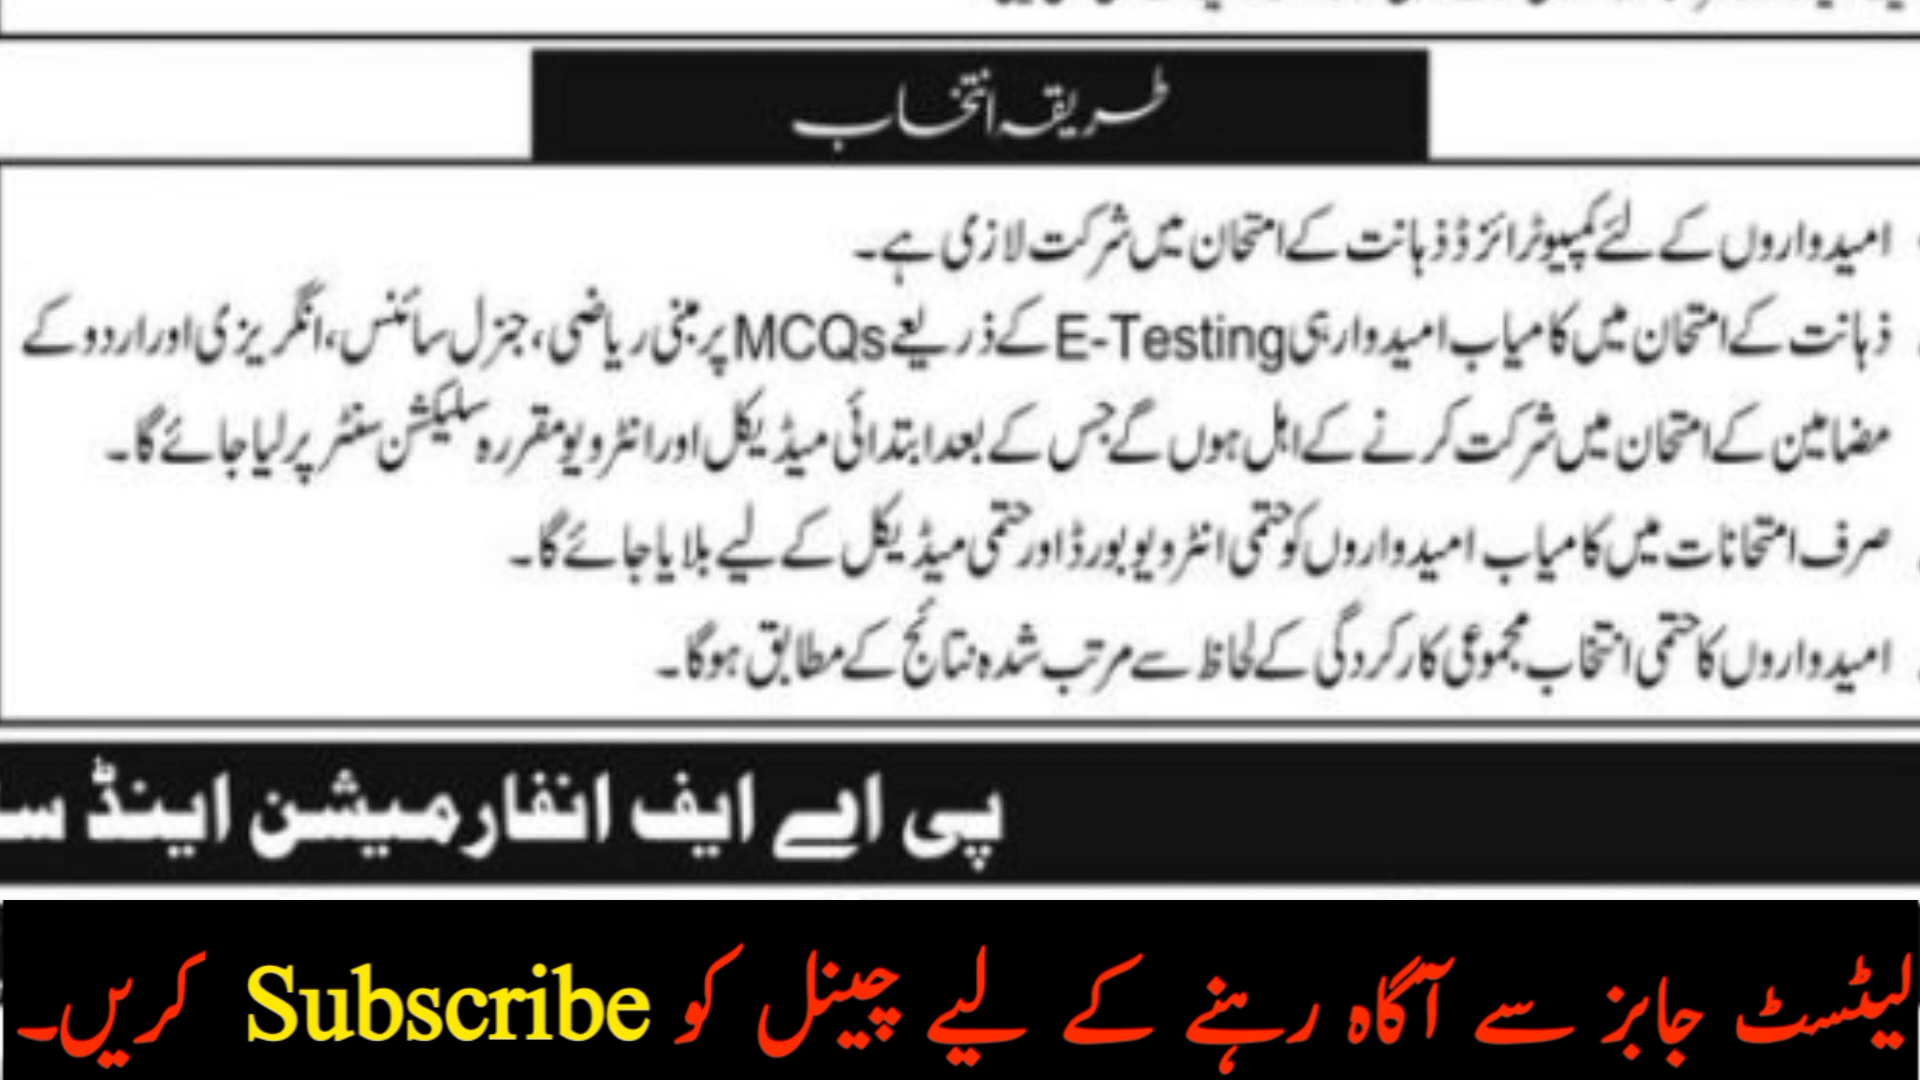 طریقہ انتخاب
امیدواروں کے لئے کمپیوٹرائزڈ ذہانت کے امتحان میں شرکت لازمی ہے۔
ذہانت کے امتحان میں کامیاب امیدوار ہی E-Testing کے ذریعے MCQs پر مبنی ریاضی، جنرل سائنس، انگریزی اور اردو کے
مضامین کے امتحان میں شرکت کرنے کے اہل ہوں گے جس کے بعد ابتدائی میڈیکل اور انٹرویو مقررہ سلیکشن سنٹر پر لیا جائے گا۔
صرف امتحانات میں کامیاب امیدواروں کو حتمی انٹرویو بورڈ اور حتمی میڈیکل کے لیے بلایا جائے گا۔
امیدواروں کا حتمی انتخاب مجموعی کارکردگی کے لحاظ سے مرتب شدہ نتائج کے مطابق ہوگا۔
پی اے ایف انفارمیشن اینڈ
لیٹسٹ جابز سے آگاہ رہنے کے لیے چینل کو Subscribe کریں۔